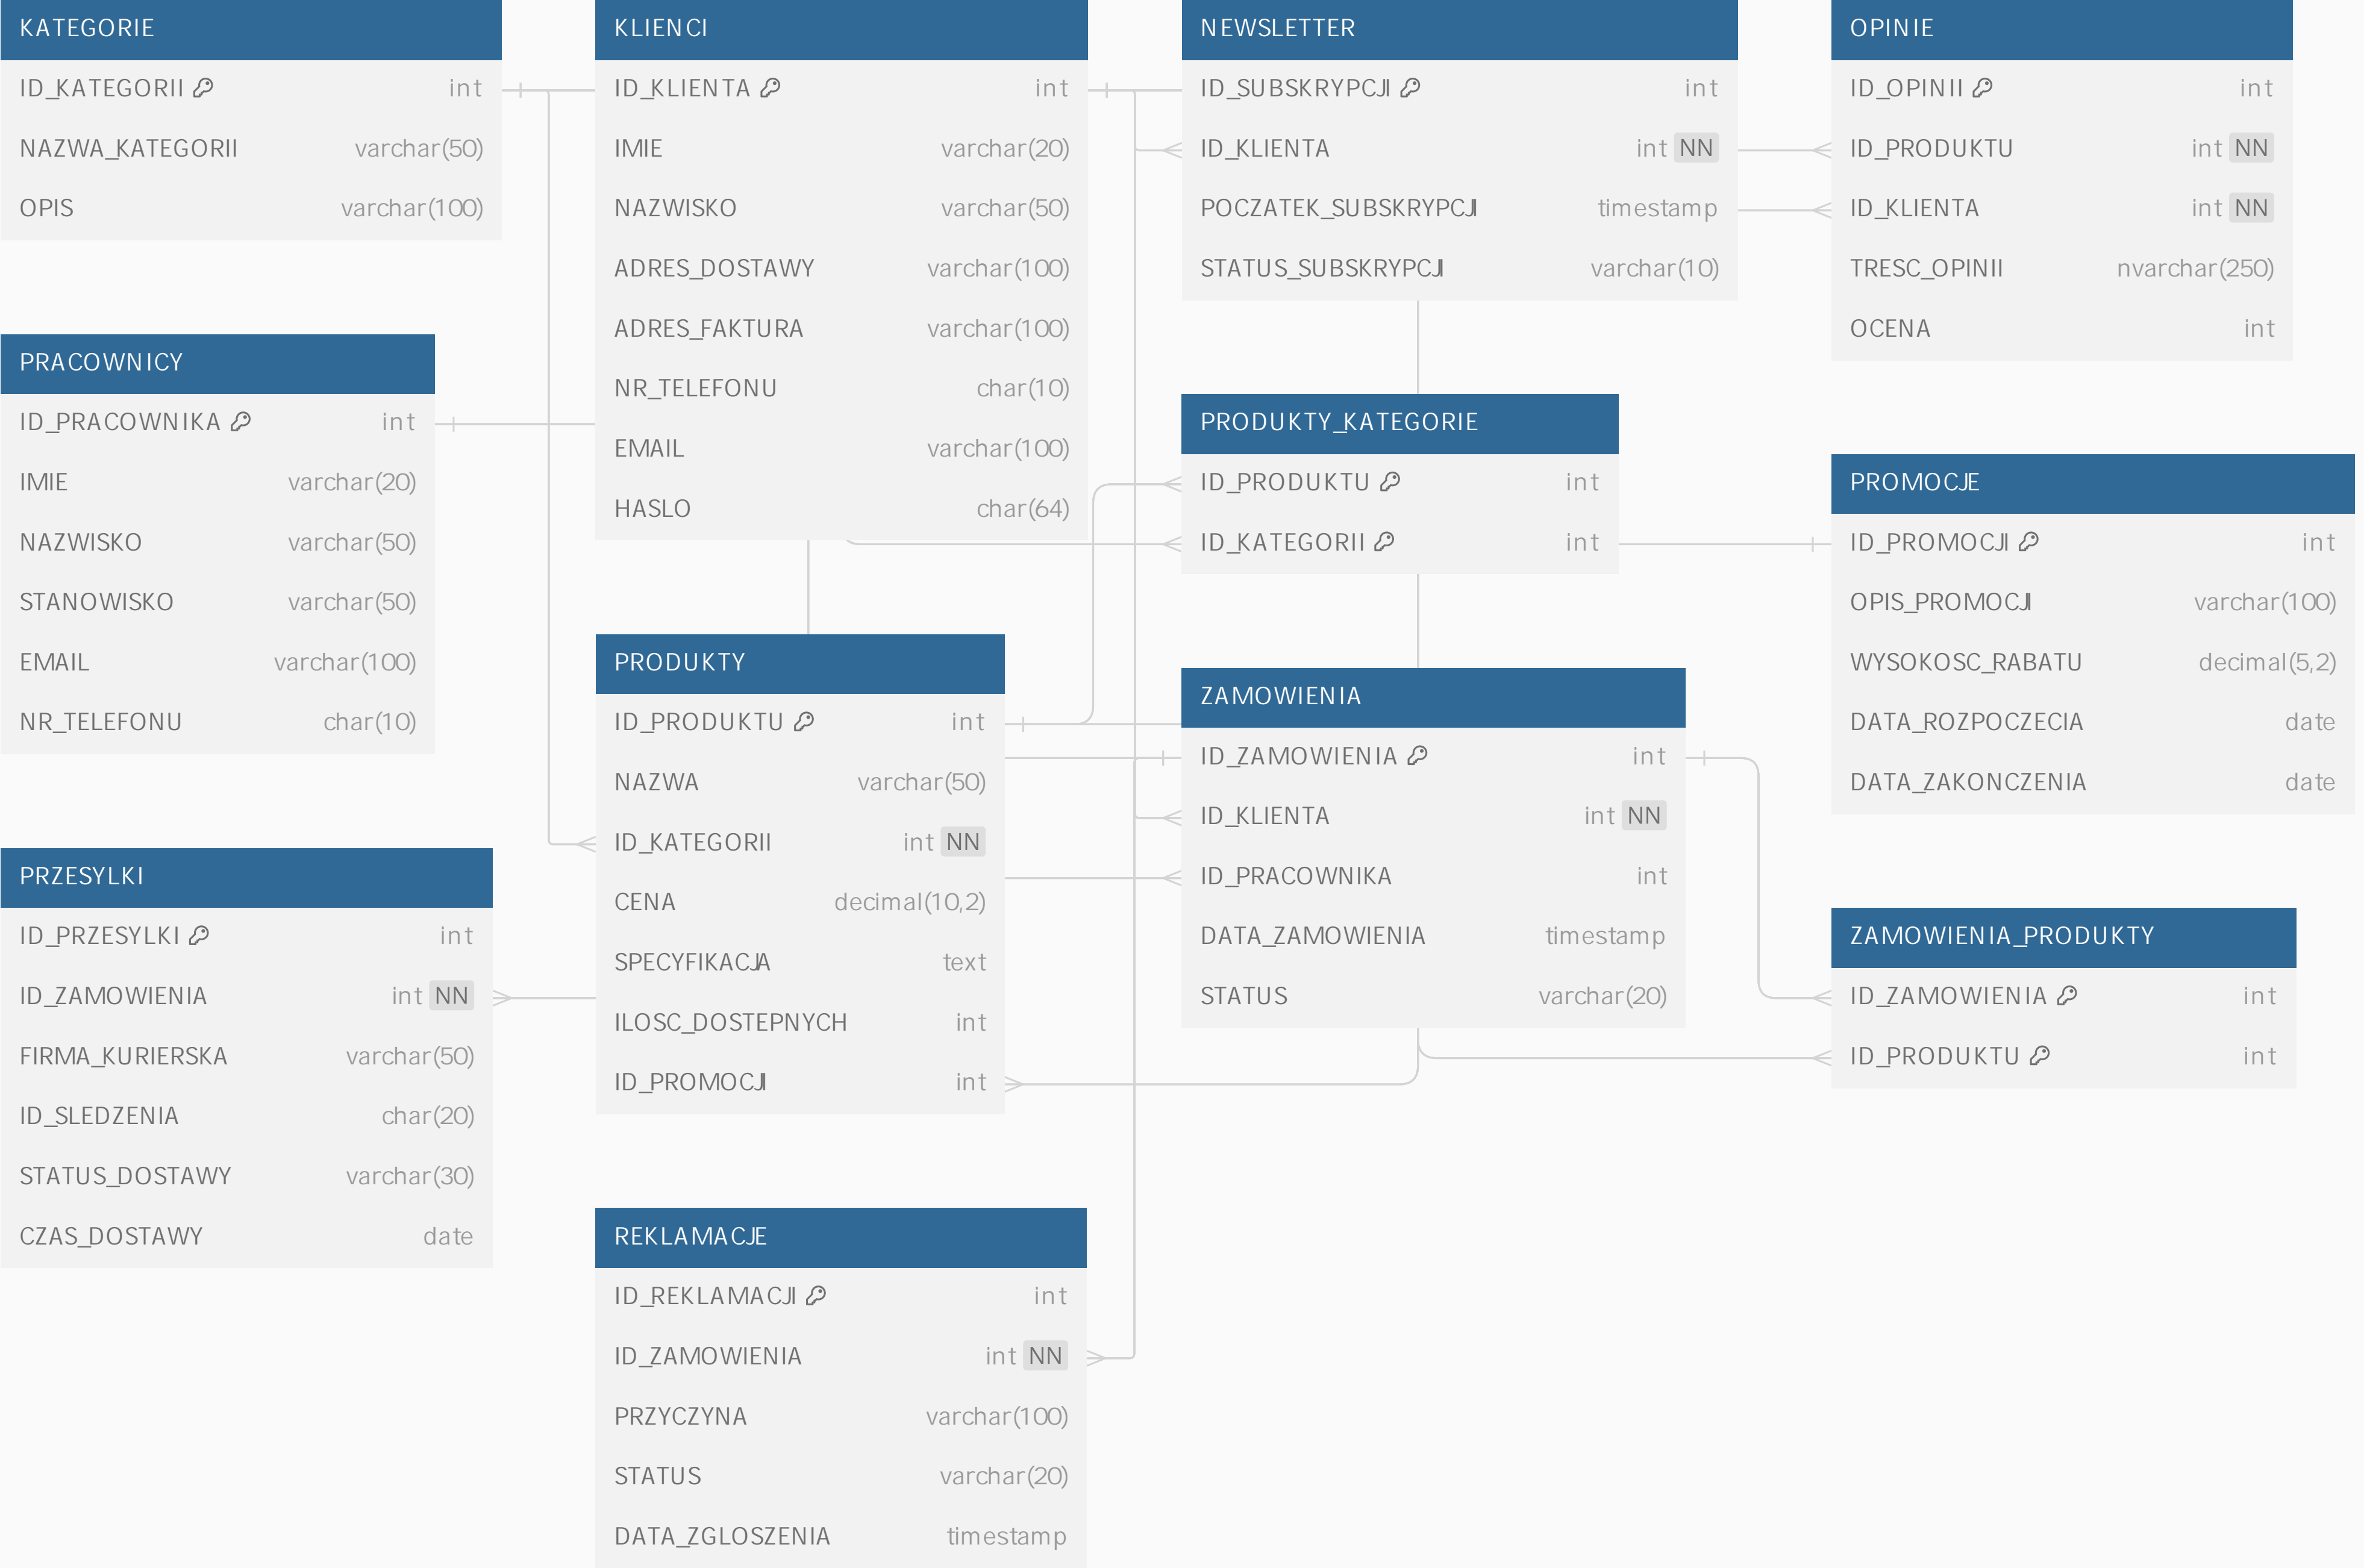 KATEGORIE
ID_KATEGORII int
NAZWA_KATEGORII varchar(50)
OPIS varchar(100)
KLIENCI
ID_KLIENTA int
IMIE varchar(20)
NAZWISKO varchar(50)
ADRES_DOSTAWY varchar(100)
ADRES_FAKTURA varchar(100)
NR_TELEFONU char(10)
EMAIL varchar(100)
HASLO char(64)
NEWSLETTER
ID_SUBSKRYPCJI int
ID_KLIENTA int NN
POCZATEK_SUBSKRYPCJI timestamp
STATUS_SUBSKRYPCJI varchar(10)
OPINIE
ID_OPINII int
ID_PRODUKTU int NN
ID_KLIENTA int NN
TRESC_OPINII nvarchar(250)
OCENA int
PRACOWNICY
ID_PRACOWNIKA int
IMIE varchar(20)
NAZWISKO varchar(50)
STANOWISKO varchar(50)
EMAIL varchar(100)
NR_TELEFONU char(10)
PRODUKTY_KATEGORIE
ID_PRODUKTU int
ID_KATEGORII int
PROMOCJE
ID_PROMOCJI int
OPIS_PROMOCJI varchar(100)
WYSOKOSC_RABATU decimal(5,2)
DATA_ROZPOCZECIA date
DATA_ZAKONCZENIA date
PRODUKTY
ID_PRODUKTU int
NAZWA varchar(50)
ID_KATEGORII int NN
CENA decimal(10,2)
SPECYFIKACJA text
ILOSC_DOSTEPNYCH int
ID_PROMOCJI int
ZAMOWIENIA
ID_ZAMOWIENIA int
ID_KLIENTA int NN
ID_PRACOWNIKA int
DATA_ZAMOWIENIA timestamp
STATUS varchar(20)
PRZESYLKI
ID_PRZESYLKI int
ID_ZAMOWIENIA int NN
FIRMA_KURIERSKA varchar(50)
ID_SLEDZENIA char(20)
STATUS_DOSTAWY varchar(30)
CZAS_DOSTAWY date
ZAMOWIENIA_PRODUKTY
ID_ZAMOWIENIA int
ID_PRODUKTU int
REKLAMACJE
ID_REKLAMACJI int
ID_ZAMOWIENIA int NN
PRZYCZYNA varchar(100)
STATUS varchar(20)
DATA_ZGLOSZENIA timestamp